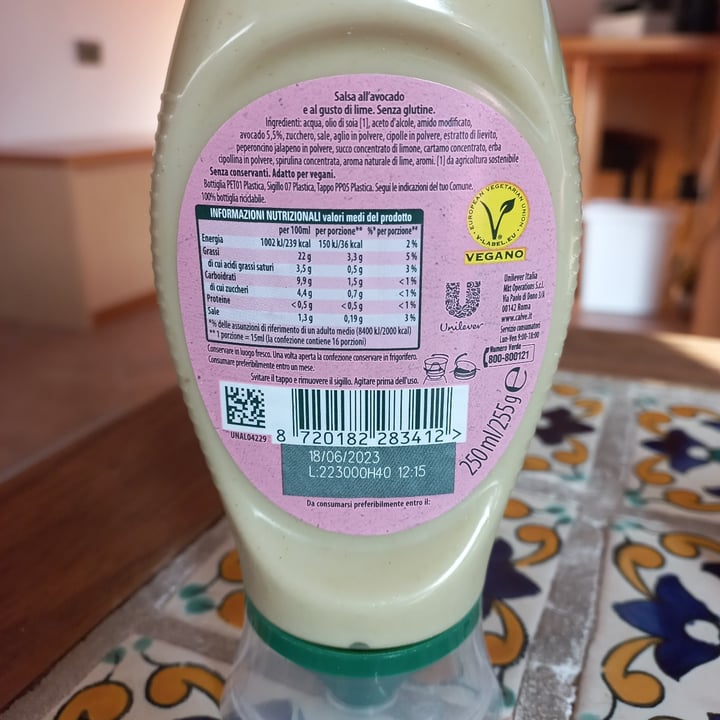 Salsa all'avocado
e al gusto di lime. Senza glutine.
Ingredienti: acqua, olio di soia [1], aceto d'alcole, amido modificato,
avocado 5,5%, zucchero, sale, aglio in polvere, cipolle in polvere, estratto di lievito,
peperoncino jalapeno in polvere, succo concentrato di limone, cartamo concentrato, erba
cipollina in polvere, spirulina concentrata, aroma naturale di lime, aromi. [1] da agricoltura sostenibile
Senza conservanti. Adatto per vegani.
Bottiglia PET01 Plastica, Sigillo 07 Plastica, Tappo PP05 Plastica. Segui le indicazioni del tuo Comune.
100% bottiglia riciclabile.
INFORMAZIONI NUTRIZIONALI valori medi del prodotto
per 100ml per porzione** %* per porzione**
Energia 1002 kJ/239 kcal 150 kJ/36 kcal 2 %
Grassi 22 g 3,3 g 5 %
di cui acidi grassi saturi 3,5 g 0,5 g 3 %
Carboidrati 9,9 g 1,5 g <1 %
di cui zuccheri 4,4 g 0,7 g <1 %
Proteine <0,5 g <0,5 g <1 %
Sale 1,3 g 0,19 g 3 %
*% delle assunzioni di riferimento di un adulto medio (8400 kJ/2000 kcal)
** 1 porzione = 15ml (la confezione contiene 16 porzioni)
Conservare in luogo fresco. Una volta aperta la confezione conservare in frigorifero.
Consumare preferibilmente entro un mese.
Svitare il tappo e rimuovere il sigillo. Agitare prima dell'uso.
EUROPEAN VEGETARIAN UNION
V-LABEL.EU
VEGANO
Unilever
Unilever Italia
Mkt Operations S.r.l.
Via Paolo di Dono 3/A
00142 Roma
www.calve.it
Servizio consumatori
Lun-Ven 9:00-18:00
Numero Verde
800-800121
UNAL04229
8 720182 283412 >
250 ml/255 g e
18/06/2023
L:223000H40 12:15
Da consumarsi preferibilmente entro il: